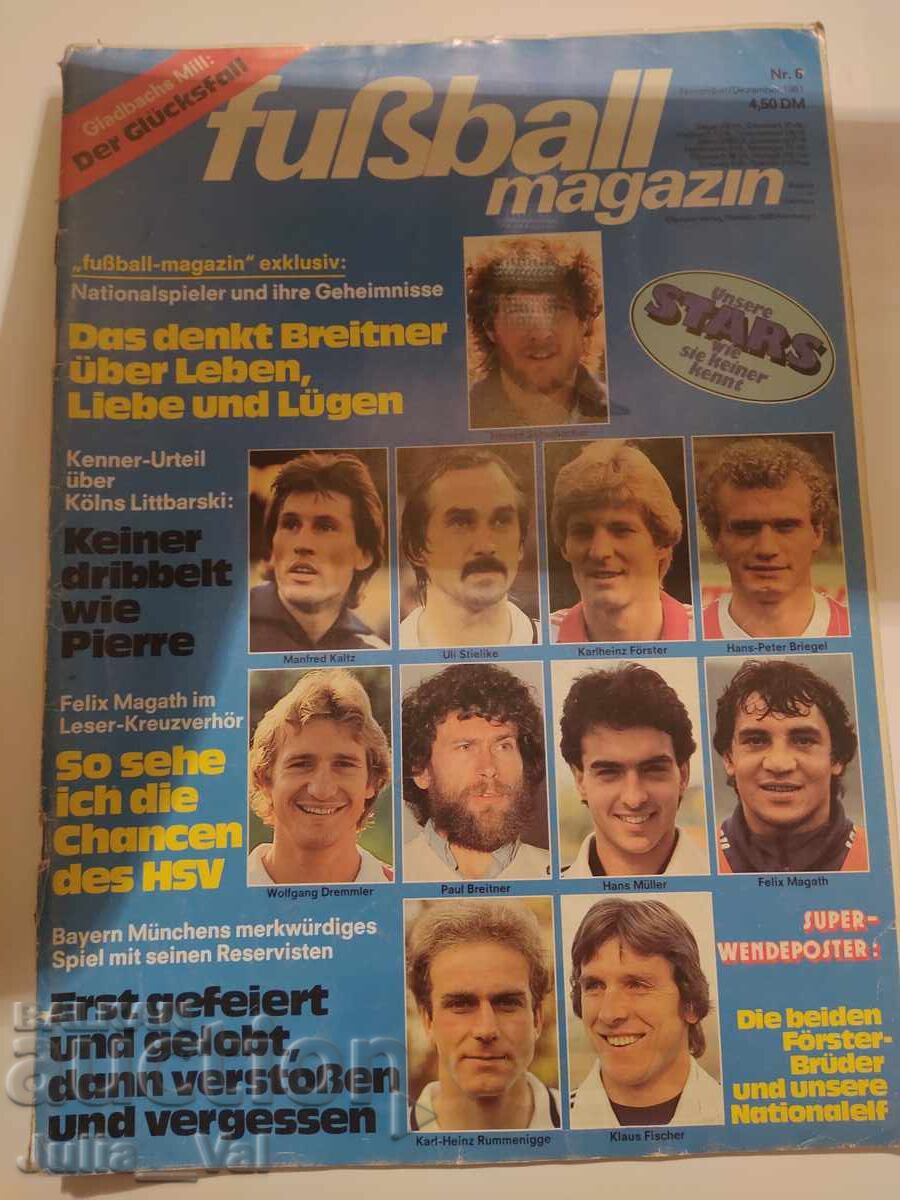 Gladbachs Mill:
Der Glücksfall
fußball
magazin
Nr. 6
November/Dezember 1981
4,50 DM
„fußball-magazin“ exklusiv:
Nationalspieler und ihre Geheimnisse
Das denkt Breitner
über Leben,
Liebe und Lügen
Unsere
STARS
wie
sie keiner
kennt
Kenner-Urteil
über
Kölns Littbarski:
Keiner
dribbelt
wie
Pierre
Manfred Kaltz
Uli Stielike
Karlheinz Förster
Hans-Peter Briegel
Felix Magath im
Leser-Kreuzverhör
So sehe
ich die
Chancen
des HSV
Wolfgang Dremmler
Paul Breitner
Hans Müller
Felix Magath
Bayern Münchens merkwürdiges
Spiel mit seinen Reservisten
Erst gefeiert
und gelobt,
dann verstoßen
und vergessen
Karl-Heinz Rummenigge
Klaus Fischer
SUPER-
WENDEPOSTER:
Die beiden
Förster-
Brüder
und unsere
Nationalelf
auction
Julia__Val